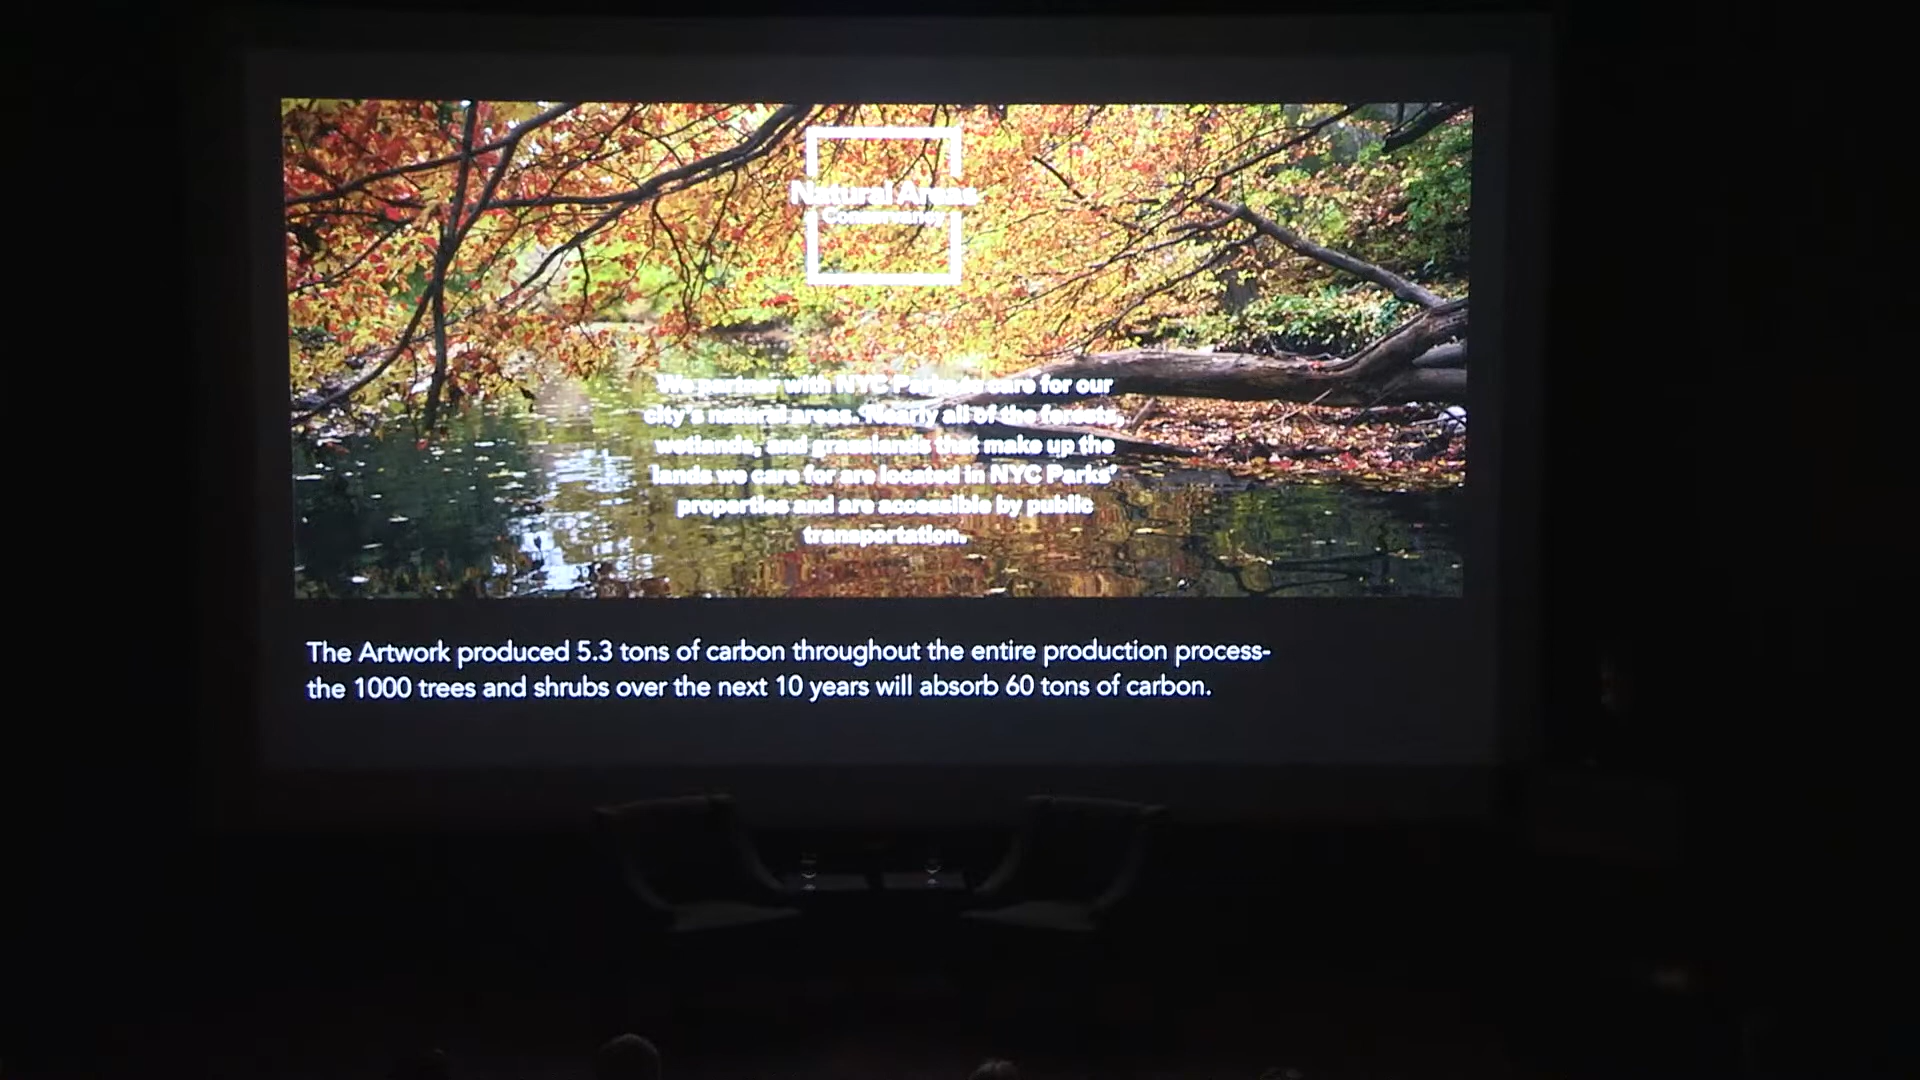 Natural Areas
Conservancy
We partner with NYC Parks to care for our
city's natural areas. Nearly all of the forests,
wetlands, and grasslands that make up the
lands we care for are located in NYC Parks'
properties and are accessible by public
transportation.
The Artwork produced 5.3 tons of carbon throughout the entire production process-
the 1000 trees and shrubs over the next 10 years will absorb 60 tons of carbon.